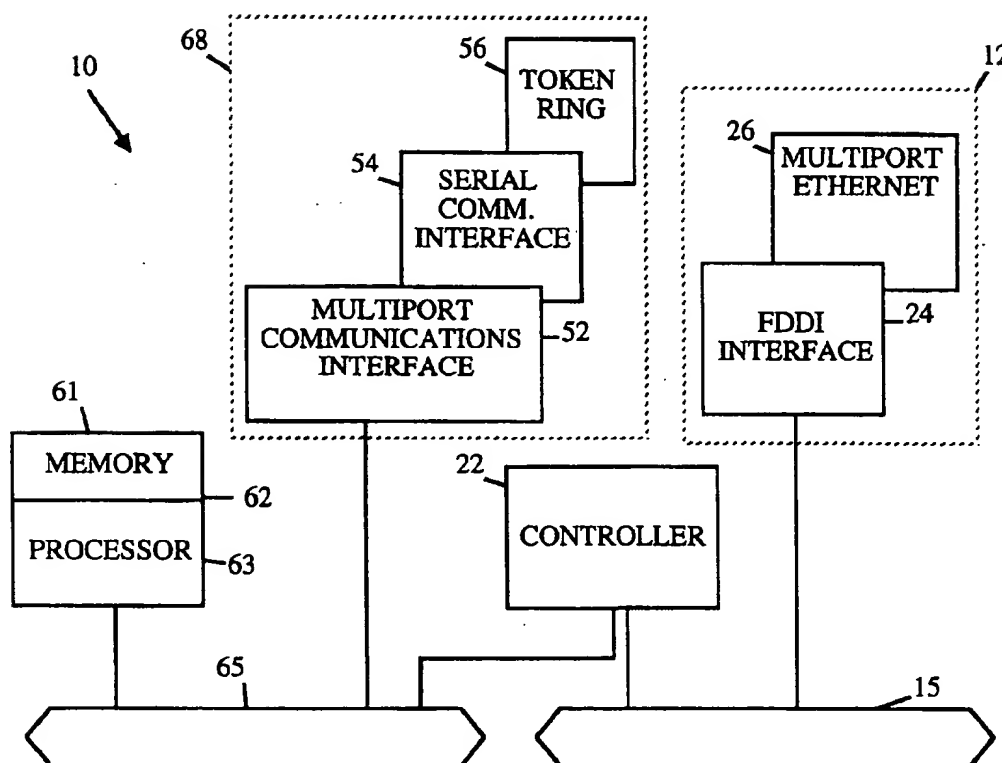 10
68
56
TOKEN
RING
54
SERIAL
COMM.
INTERFACE
MULTIPORT
COMMUNICATIONS
INTERFACE
52
12
26
MULTIPORT
ETHERNET
FDDI
INTERFACE
24
61
MEMORY
62
PROCESSOR
63
22
CONTROLLER
65
15